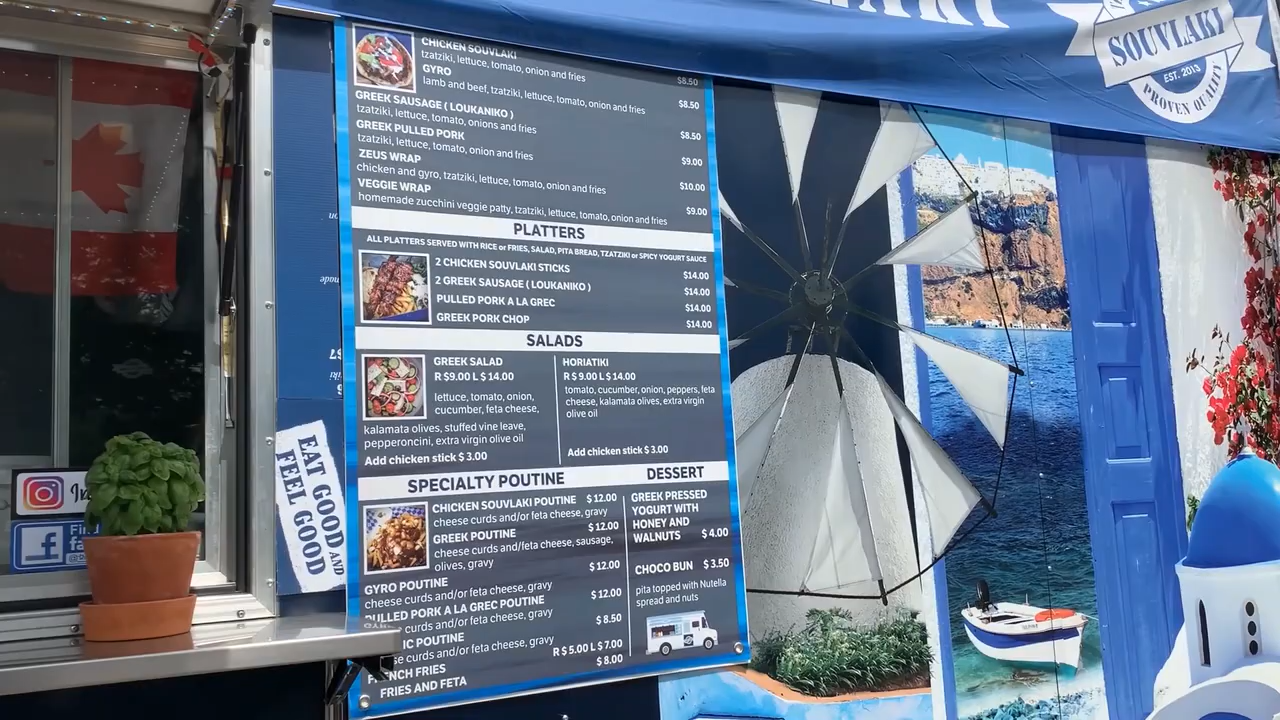 SOUVLAKI
EST. 2013
PROVEN QUALITY
CHICKEN SOUVLAKI
tzatziki, lettuce, tomato, onion and fries $8.50
GYRO
lamb and beef, tzatziki, lettuce, tomato, onion and fries $8.50
GREEK SAUSAGE ( LOUKANIKO )
tzatziki, lettuce, tomato, onions and fries $8.50
GREEK PULLED PORK
tzatziki, lettuce, tomato, onion and fries $9.00
ZEUS WRAP
chicken and gyro, tzatziki, lettuce, tomato, onion and fries $10.00
VEGGIE WRAP
homemade zucchini veggie patty, tzatziki, lettuce, tomato, onion and fries $9.00
PLATTERS
ALL PLATTERS SERVED WITH RICE or FRIES, SALAD, PITA BREAD, TZATZIKI or SPICY YOGURT SAUCE
2 CHICKEN SOUVLAKI STICKS $14.00
2 GREEK SAUSAGE ( LOUKANIKO ) $14.00
PULLED PORK A LA GREC $14.00
GREEK PORK CHOP $14.00
SALADS
GREEK SALAD
R $9.00 L $ 14.00
lettuce, tomato, onion,
cucumber, feta cheese,
kalamata olives, stuffed vine leave,
pepperoncini, extra virgin olive oil
Add chicken stick $ 3.00
HORIATIKI
R $ 9.00 L $ 14.00
tomato, cucumber, onion, peppers, feta
cheese, kalamata olives, extra virgin
olive oil
Add chicken stick $ 3.00
SPECIALTY POUTINE
CHICKEN SOUVLAKI POUTINE $ 12.00
cheese curds and/or feta cheese, gravy
GREEK POUTINE $ 12.00
cheese curds and/feta cheese, sausage,
olives, gravy
GYRO POUTINE $ 12.00
cheese curds and/or feta cheese, gravy
PULLED PORK A LA GREC POUTINE $ 12.00
cheese curds and/or feta cheese, gravy
POUTINE $ 8.50
cheese curds and/or feta cheese, gravy
FRENCH FRIES R $ 5.00 L $ 7.00
FRIES AND FETA $ 8.00
DESSERT
GREEK PRESSED
YOGURT WITH
HONEY AND
WALNUTS $ 4.00
CHOCO BUN $ 3.50
pita topped with Nutella
spread and nuts
EAT GOOD AND
FEEL GOOD